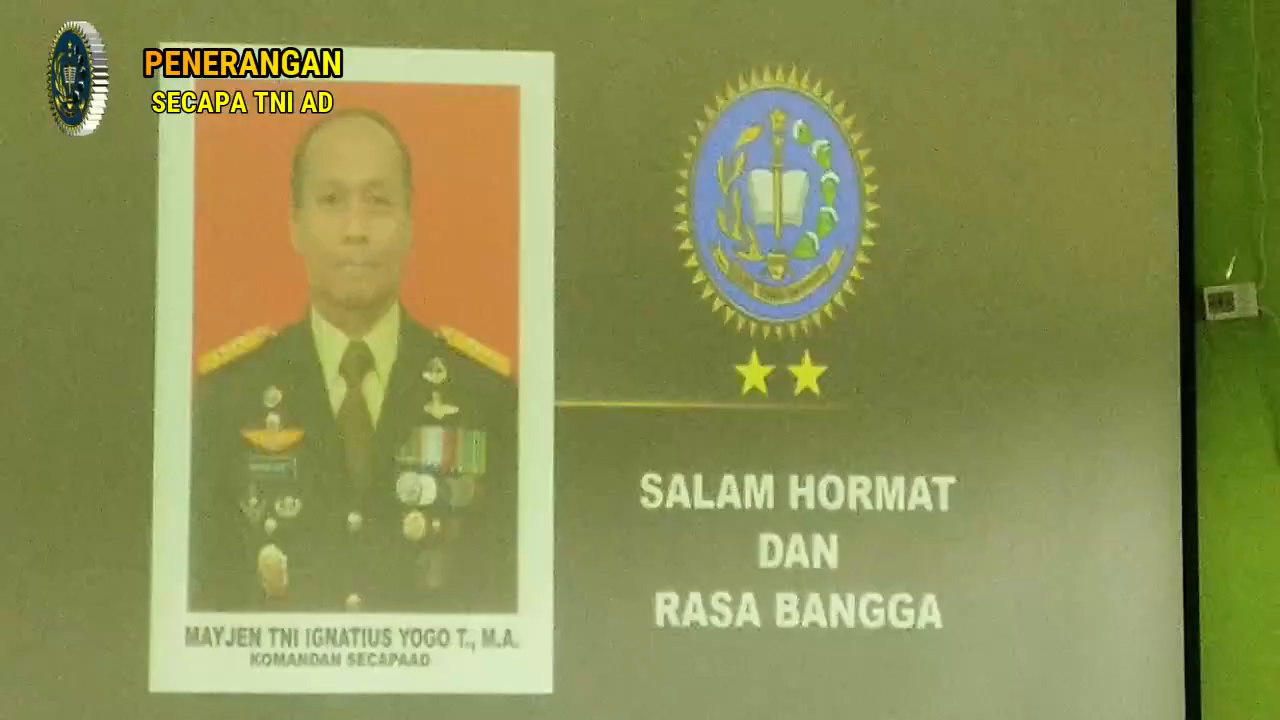 PENERANGAN
SECAPA TNI AD
MAYJEN TNI IGNATIUS YOGO T., M.A.
KOMANDAN SECAPAAD
SALAM HORMAT
DAN
RASA BANGGA